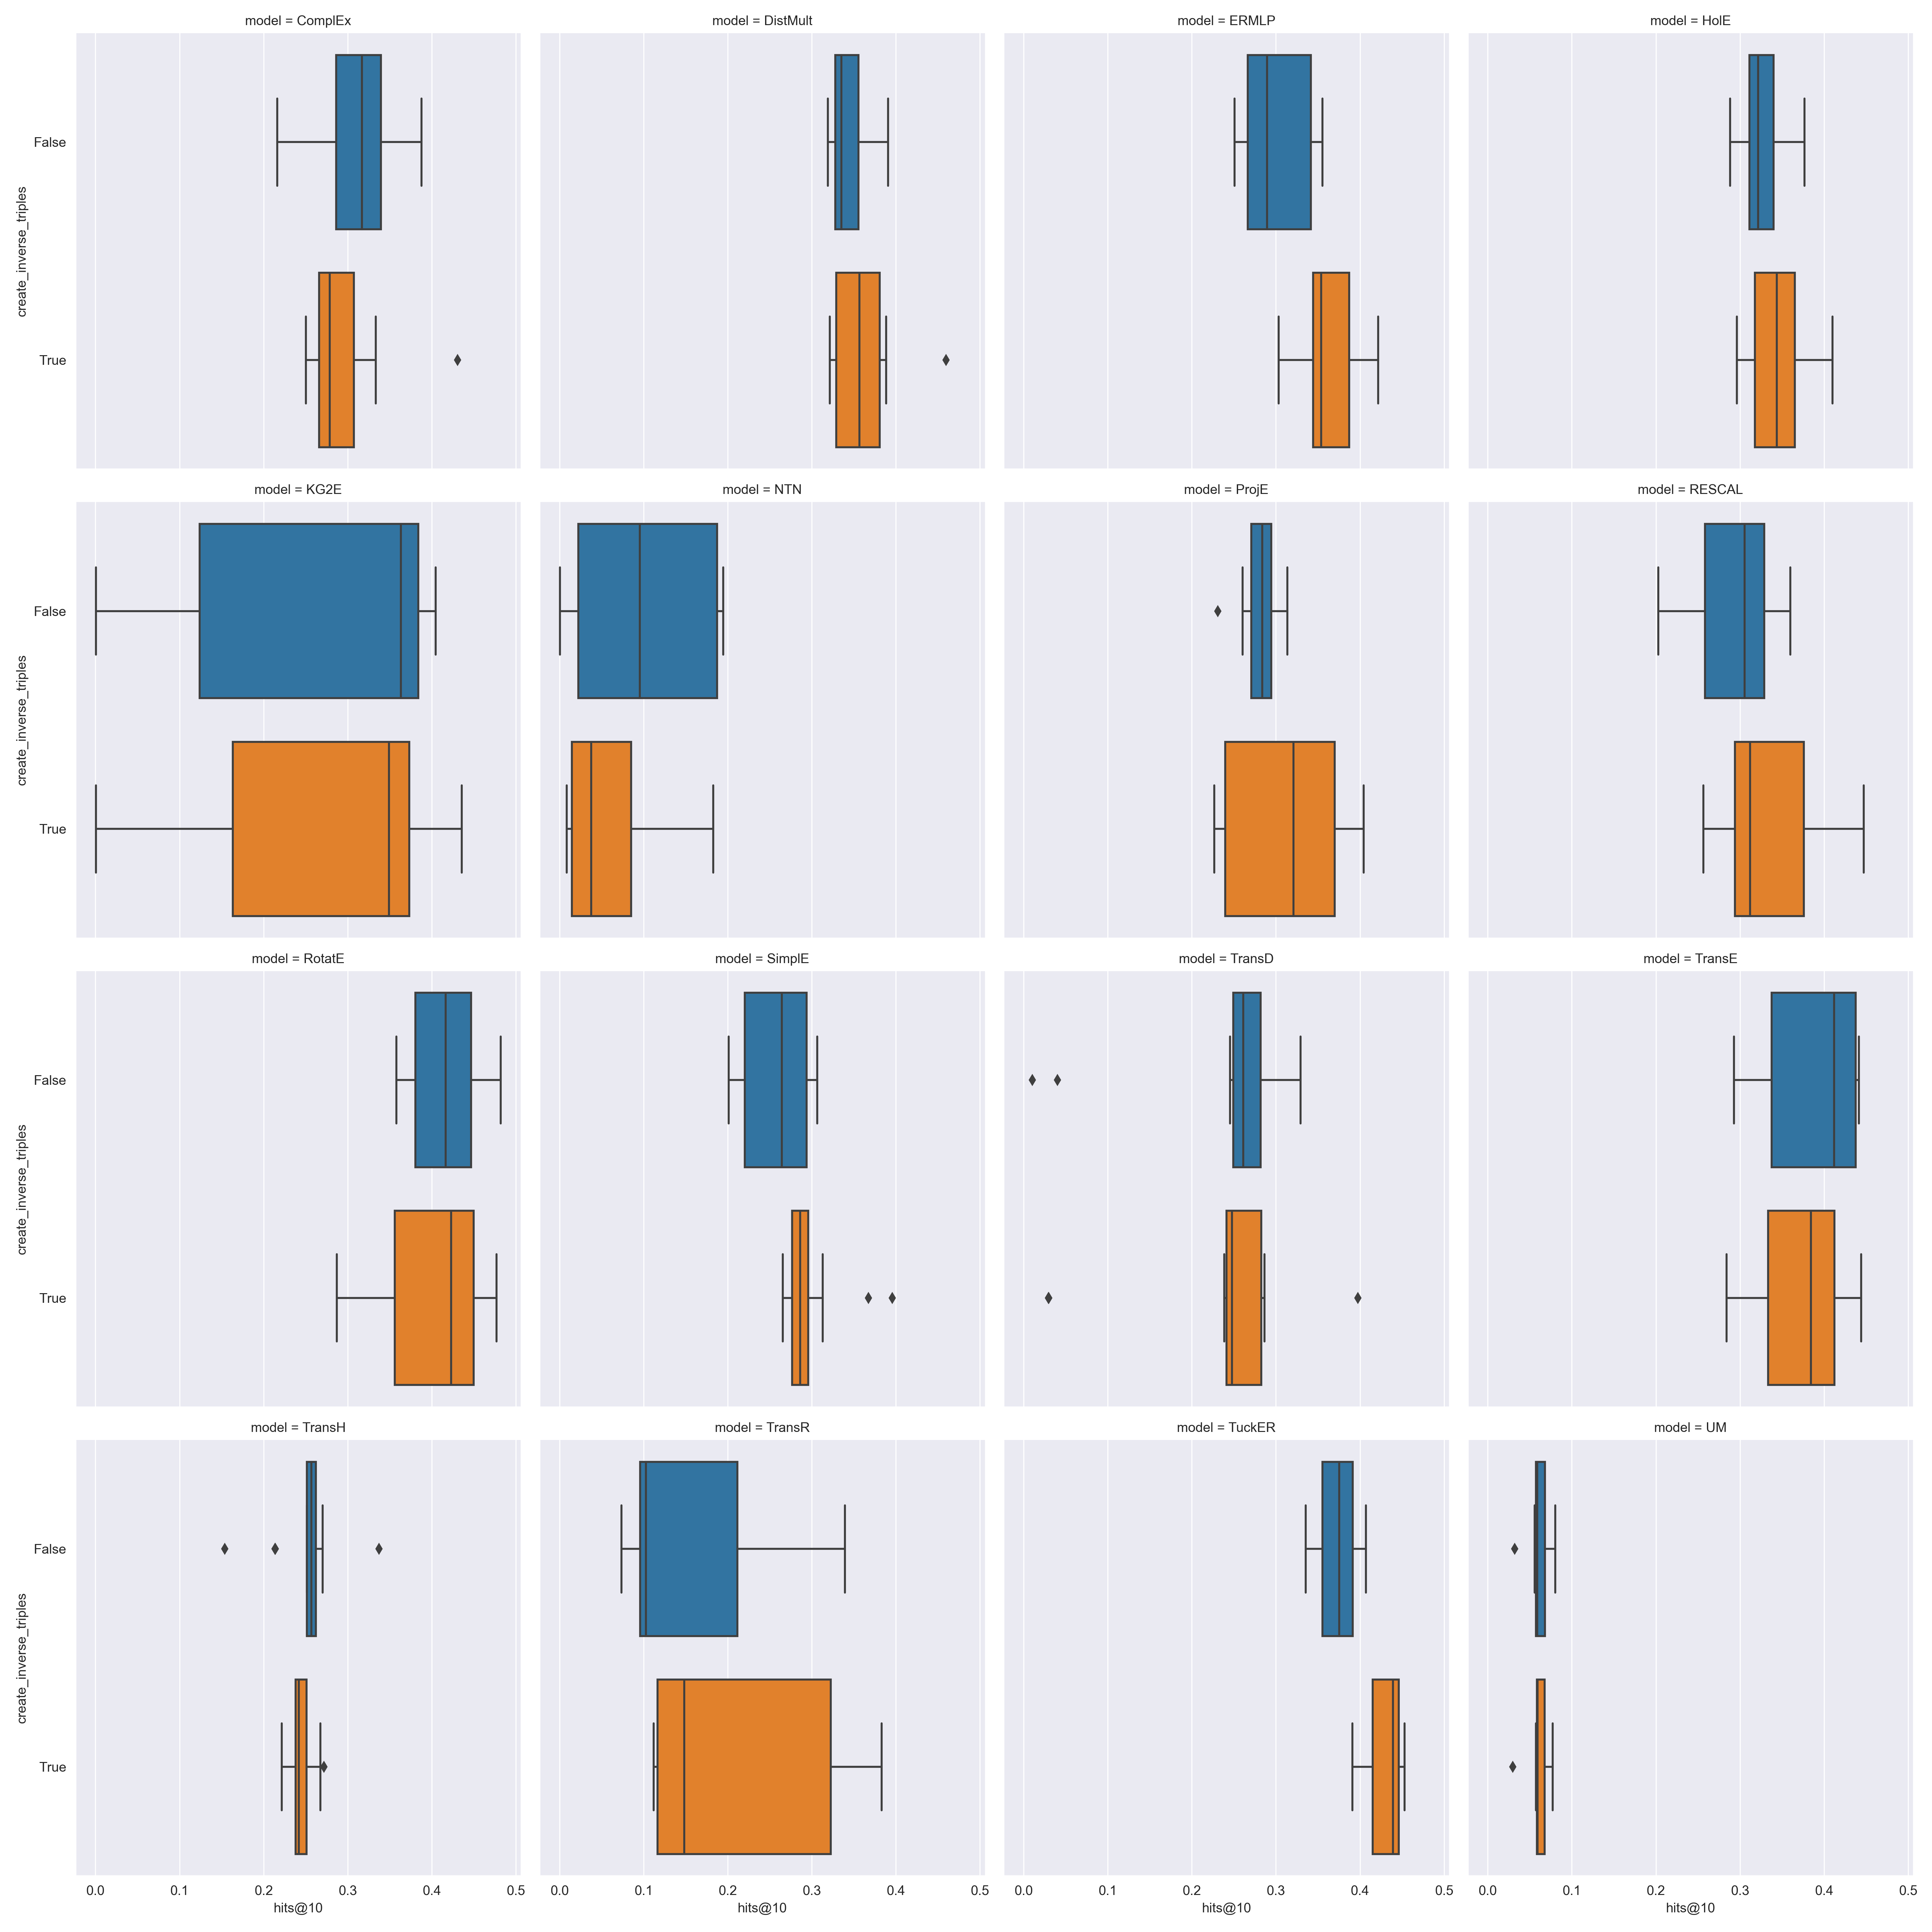 model = ComplEx
model = DistMult
model = ERMLP
model = HolE
create_inverse_triples
False
True
model = KG2E
model = NTN
model = ProjE
model = RESCAL
create_inverse_triples
False
True
model = RotatE
model = SimplE
model = TransD
model = TransE
create_inverse_triples
False
True
model = TransH
model = TransR
model = TuckER
model = UM
create_inverse_triples
False
True
0.0 0.1 0.2 0.3 0.4 0.5
hits@10
0.0 0.1 0.2 0.3 0.4 0.5
hits@10
0.0 0.1 0.2 0.3 0.4 0.5
hits@10
0.0 0.1 0.2 0.3 0.4 0.5
hits@10